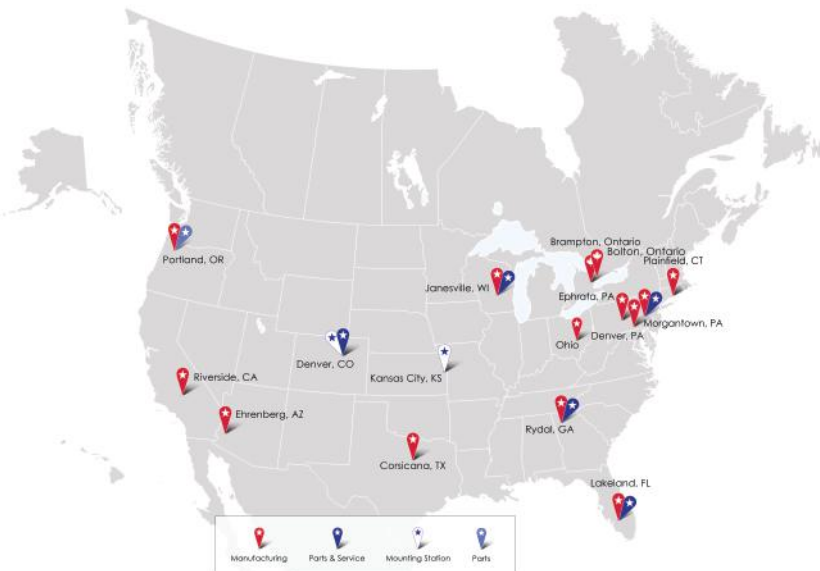 Brampton, Ontario
Bolton, Ontario
Plainfield, CT
Portland, OR
Janesville, WI
Ephrata, PA
Morgantown, PA
Denver, PA
Ohio
Denver, CO
Kansas City, KS
Riverside, CA
Ehrenberg, AZ
Rydal, GA
Corsicana, TX
Lakeland, FL
Manufacturing
Parts & Service
Mounting Station
Parts